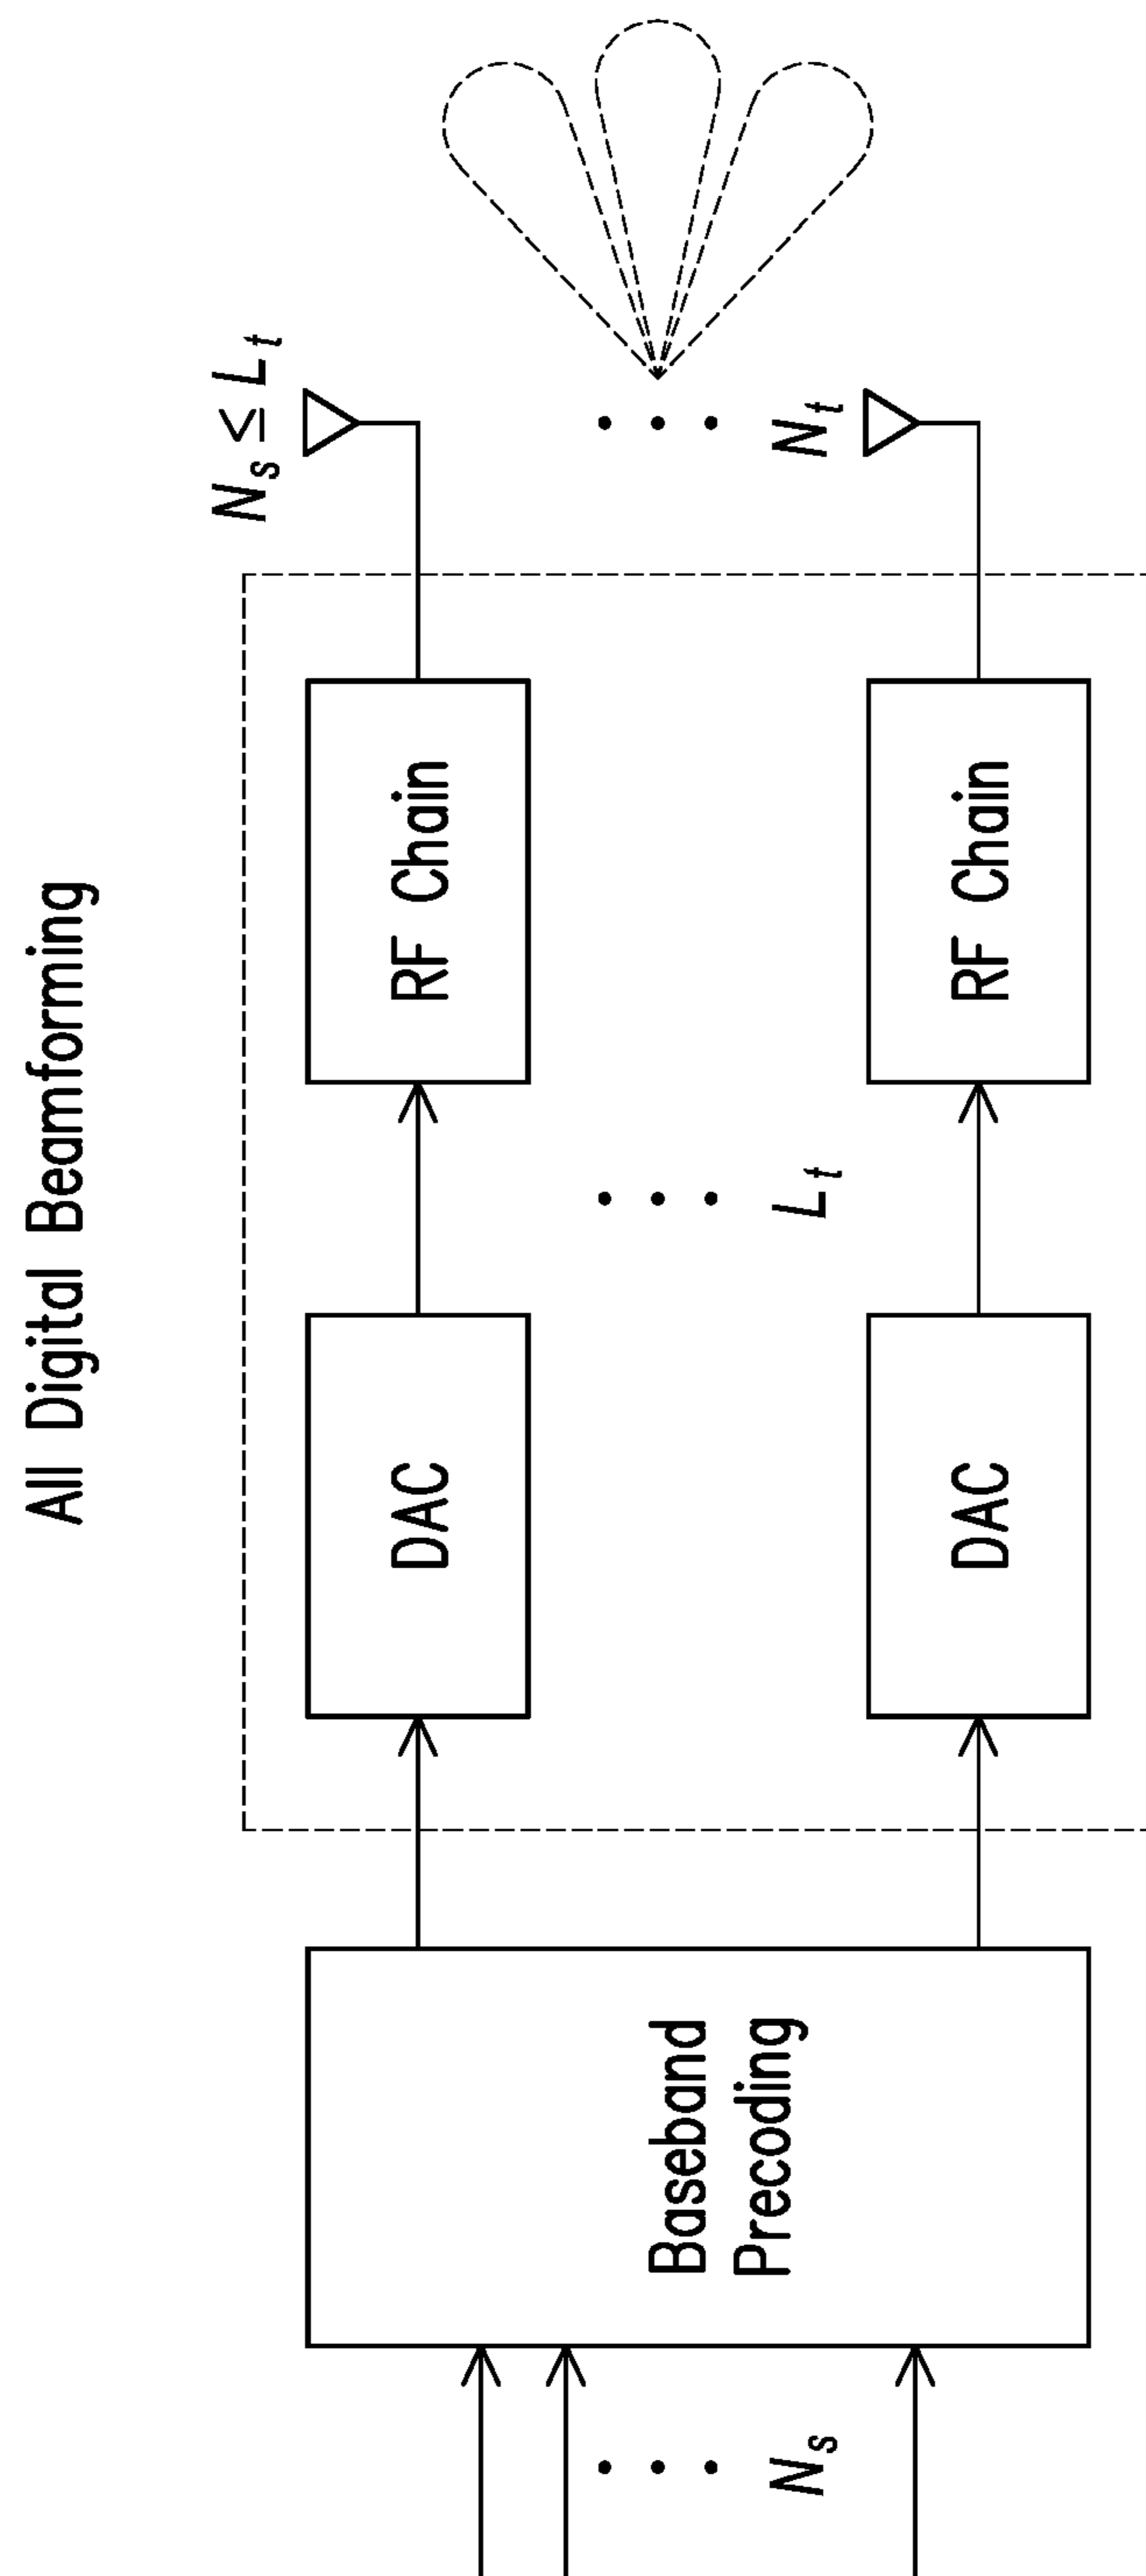 All Digital Beamforming
N_s ≤ L_t
RF Chain
DAC
Baseband
Precoding
N_s
L_t
N_t
DAC
RF Chain